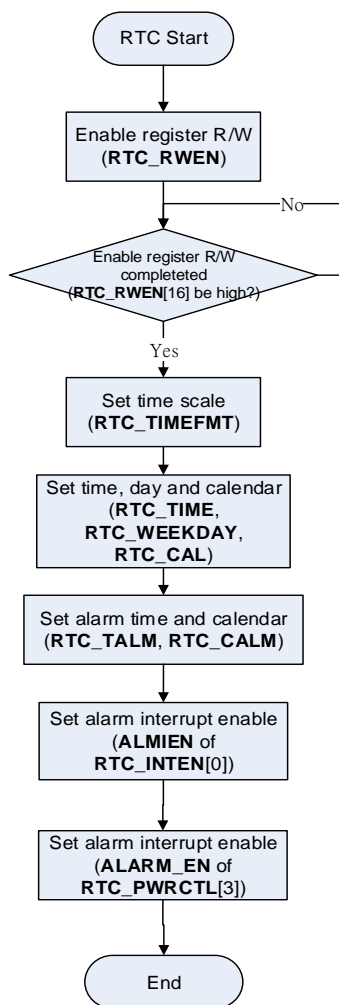 RTC Start
Enable register R/W
(RTC_RWEN)
No
Enable register R/W
completeted
(RTC_RWEN[16] be high?)
Yes
Set time scale
(RTC_TIMEFMT)
Set time, day and calendar
(RTC_TIME,
RTC_WEEKDAY,
RTC_CAL)
Set alarm time and calendar
(RTC_TALM, RTC_CALM)
Set alarm interrupt enable
(ALMIEN of
RTC_INTEN[0])
Set alarm interrupt enable
(ALARM_EN of
RTC_PWRCTL[3])
End